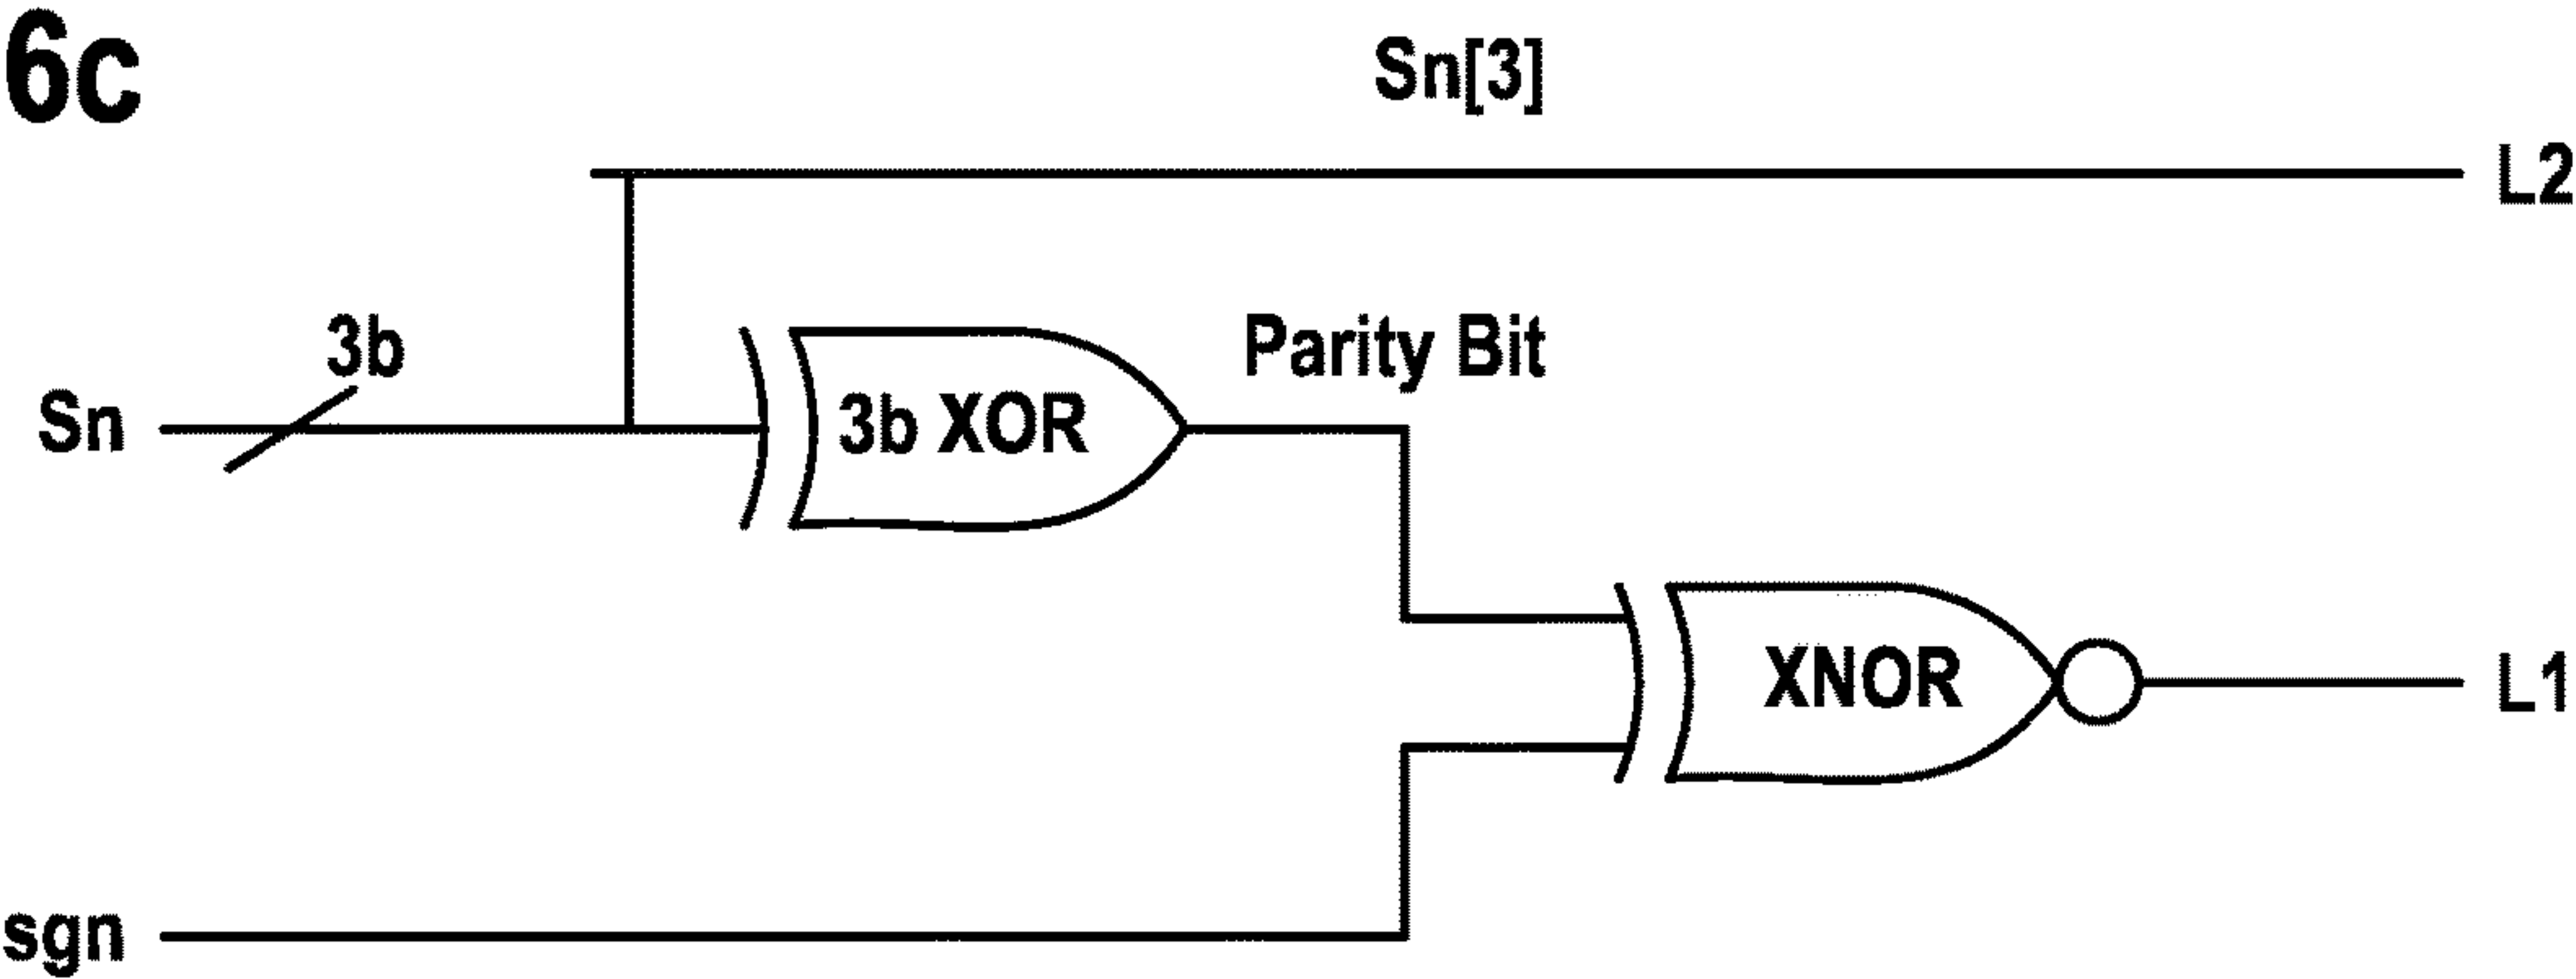 6c
Sn[3]
L2
3b
Sn
3b XOR
Parity Bit
XNOR
L1
sgn